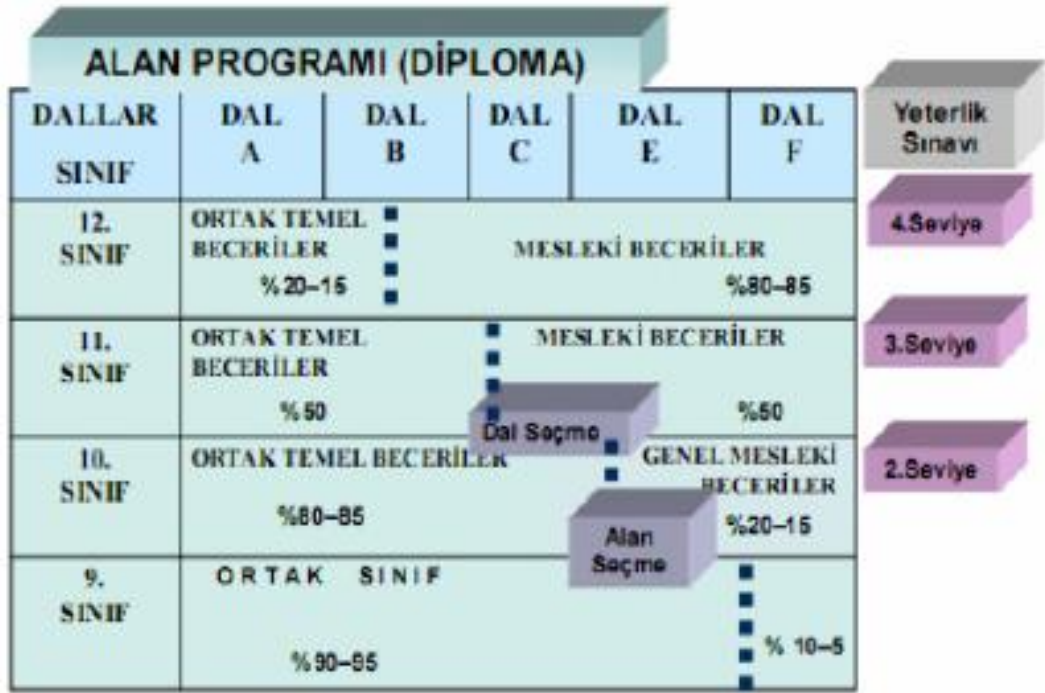 ALAN PROGRAMI (DİPLOMA)
DALLAR
SINIF
DAL
A
DAL
B
DAL
C
DAL
E
DAL
F
Yeterlik
Sınavı
12.
SINIF
ORTAK TEMEL
BECERİLER
%20–15
MESLEKİ BECERİLER
%80–85
4.Seviye
11.
SINIF
ORTAK TEMEL
BECERİLER
%50
MESLEKİ BECERİLER
%50
3.Seviye
Dal Seçme
10.
SINIF
ORTAK TEMEL BECERİLER
%80–85
GENEL MESLEKİ
BECERİLER
%20–15
2.Seviye
Alan
Seçme
9.
SINIF
ORTAK SINIF
%90–95
% 10–5